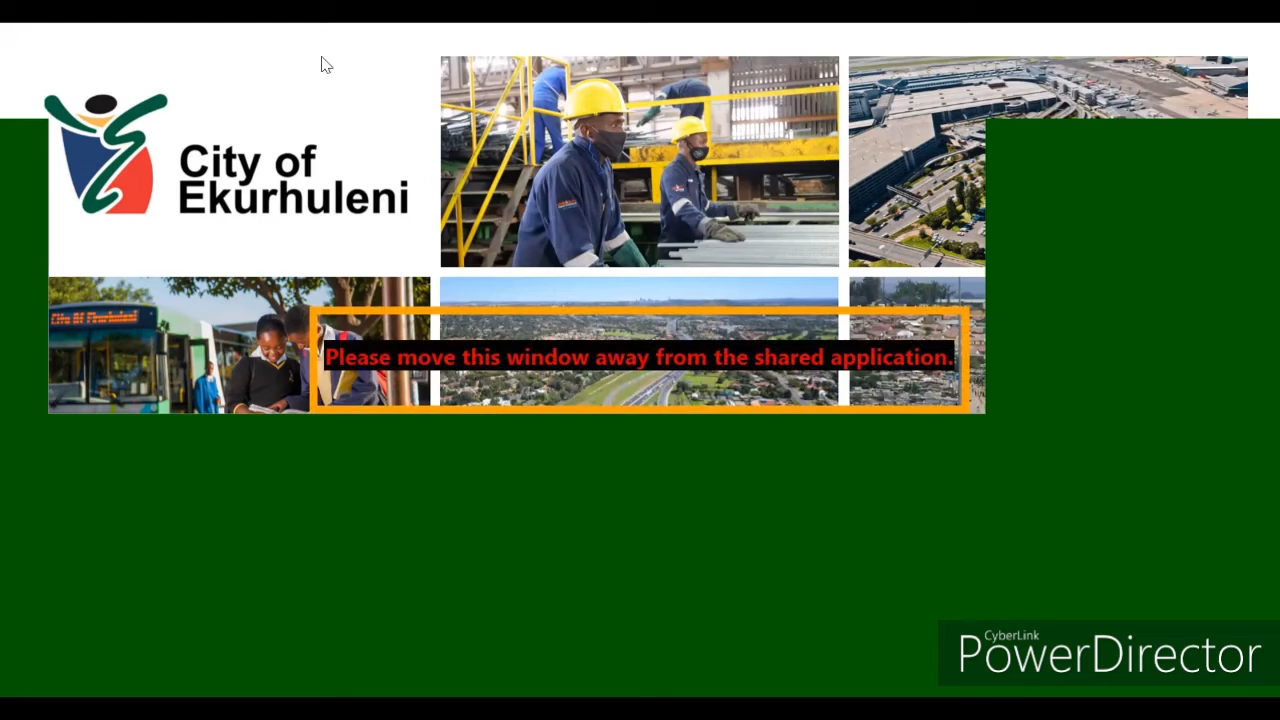 City of
Ekurhuleni
City Of Ekurhuleni
Please move this window away from the shared application.
CyberLink
PowerDirector